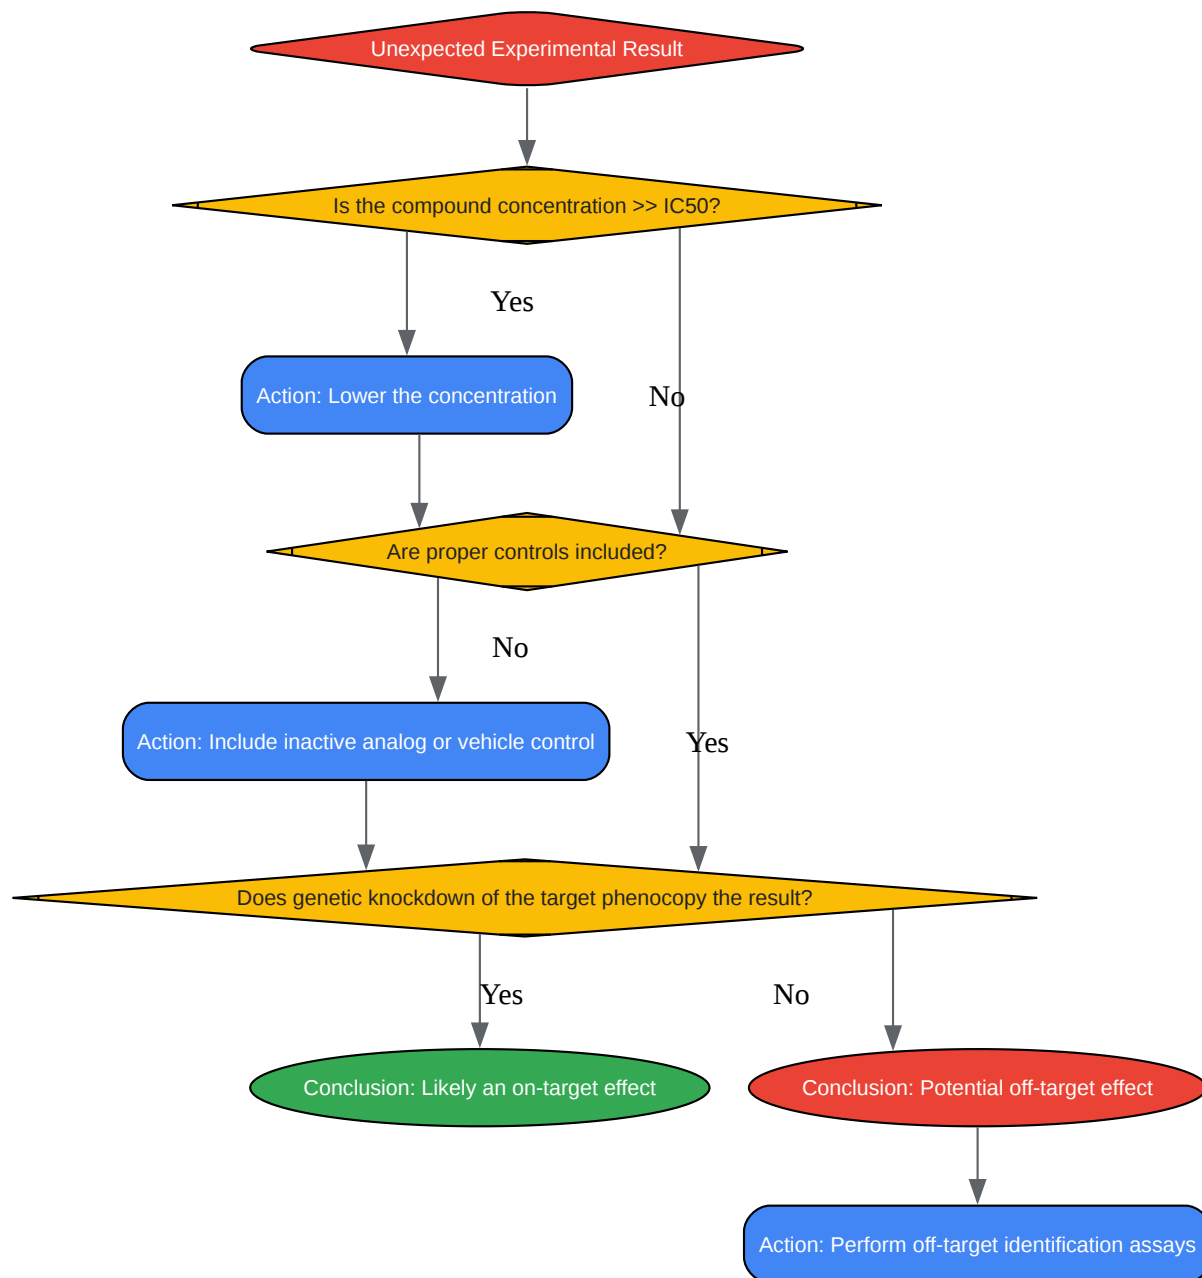 Unexpected Experimental Result
Is the compound concentration >> IC50?
Yes
Action: Lower the concentration
No
Are proper controls included?
No
Action: Include inactive analog or vehicle control
Yes
Does genetic knockdown of the target phenocopy the result?
Yes
No
Conclusion: Likely an on-target effect
Conclusion: Potential off-target effect
Action: Perform off-target identification assays